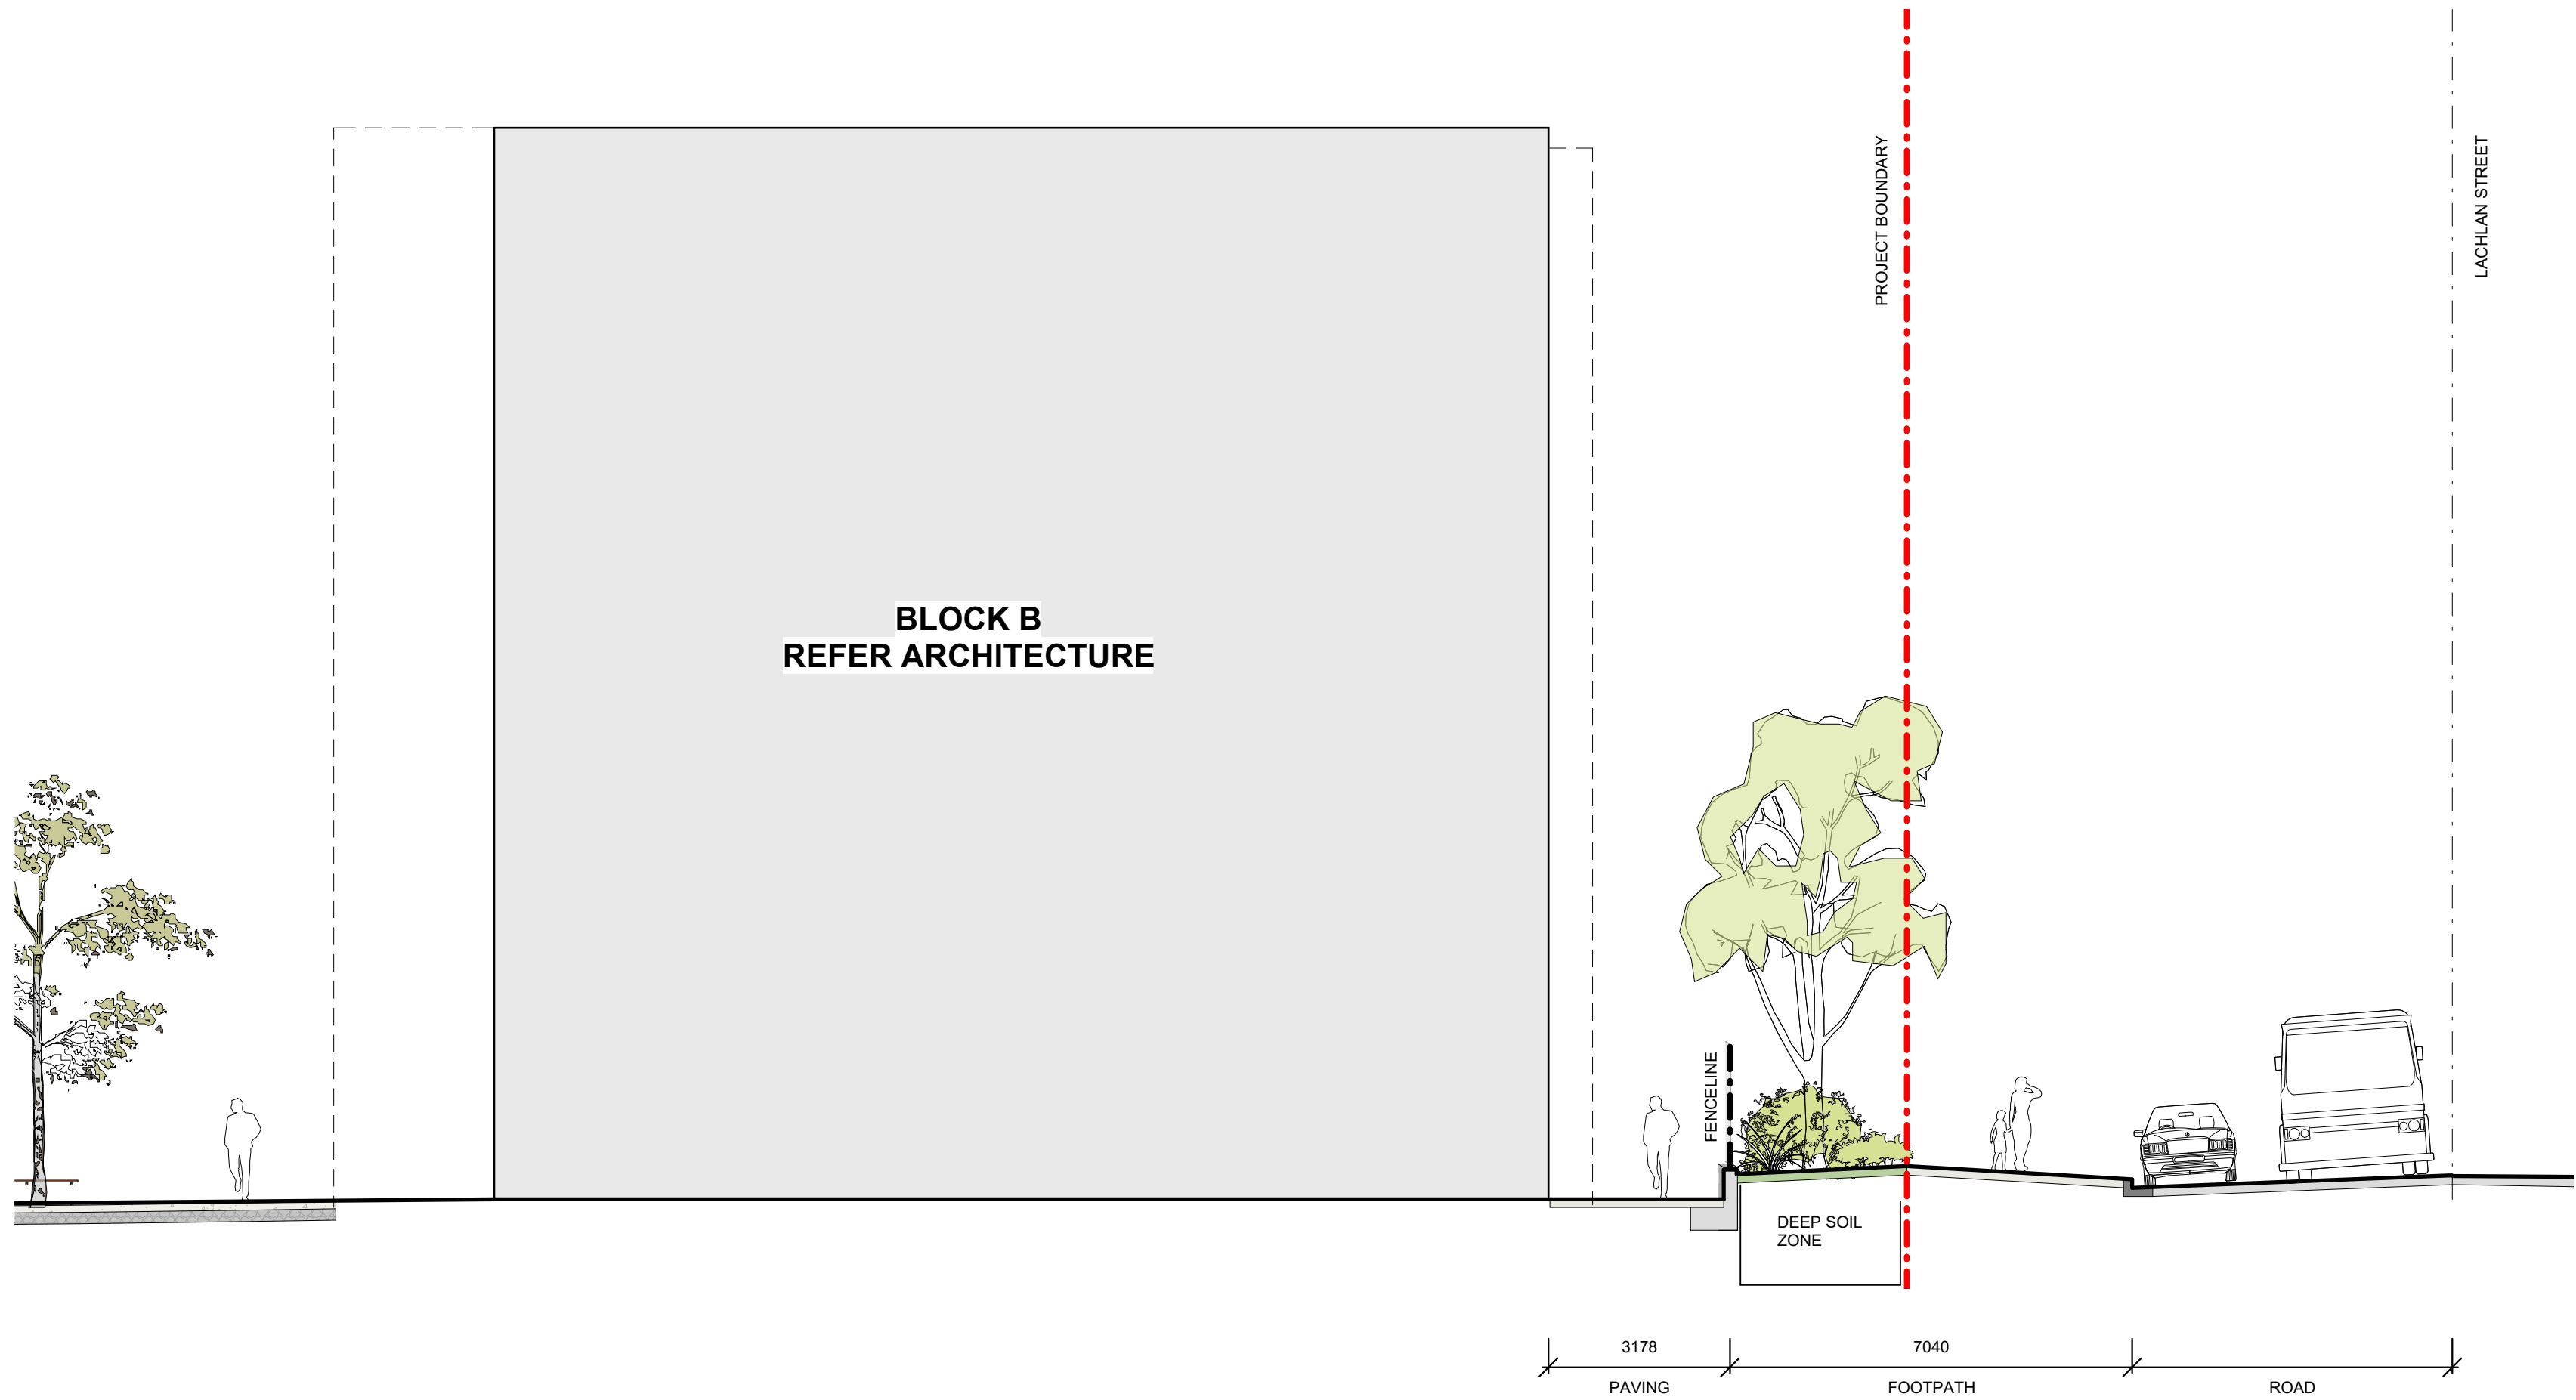 PROJECT BOUNDARY
LACHLAN STREET
BLOCK B
REFER ARCHITECTURE
FENCELINE
DEEP SOIL
ZONE
3178
7040
PAVING
FOOTPATH
ROAD